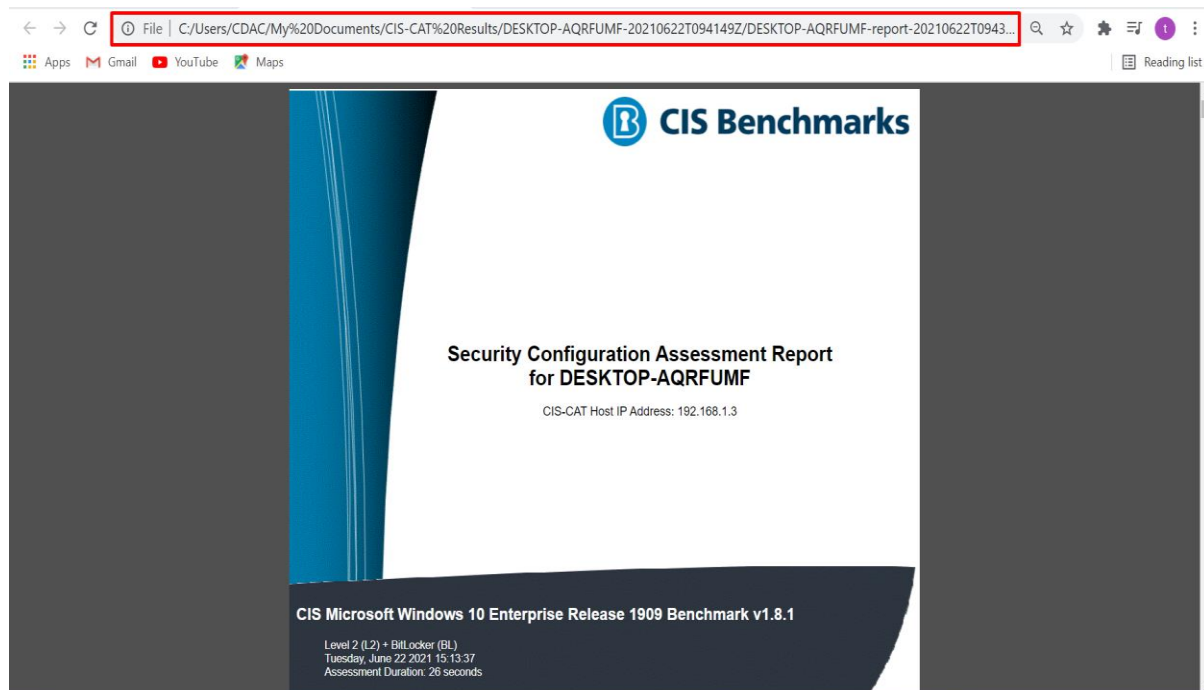 File | C:/Users/CDAC/My%20Documents/CIS-CAT%20Results/DESKTOP-AQRFUMF-20210622T094149Z/DESKTOP-AQRFUMF-report-20210622T0943...
t
Apps Gmail YouTube Maps Reading list
CIS Benchmarks
Security Configuration Assessment Report
for DESKTOP-AQRFUMF
CIS-CAT Host IP Address: 192.168.1.3
CIS Microsoft Windows 10 Enterprise Release 1909 Benchmark v1.8.1
Level 2 (L2) + BitLocker (BL)
Tuesday, June 22 2021 15:13:37
Assessment Duration: 26 seconds